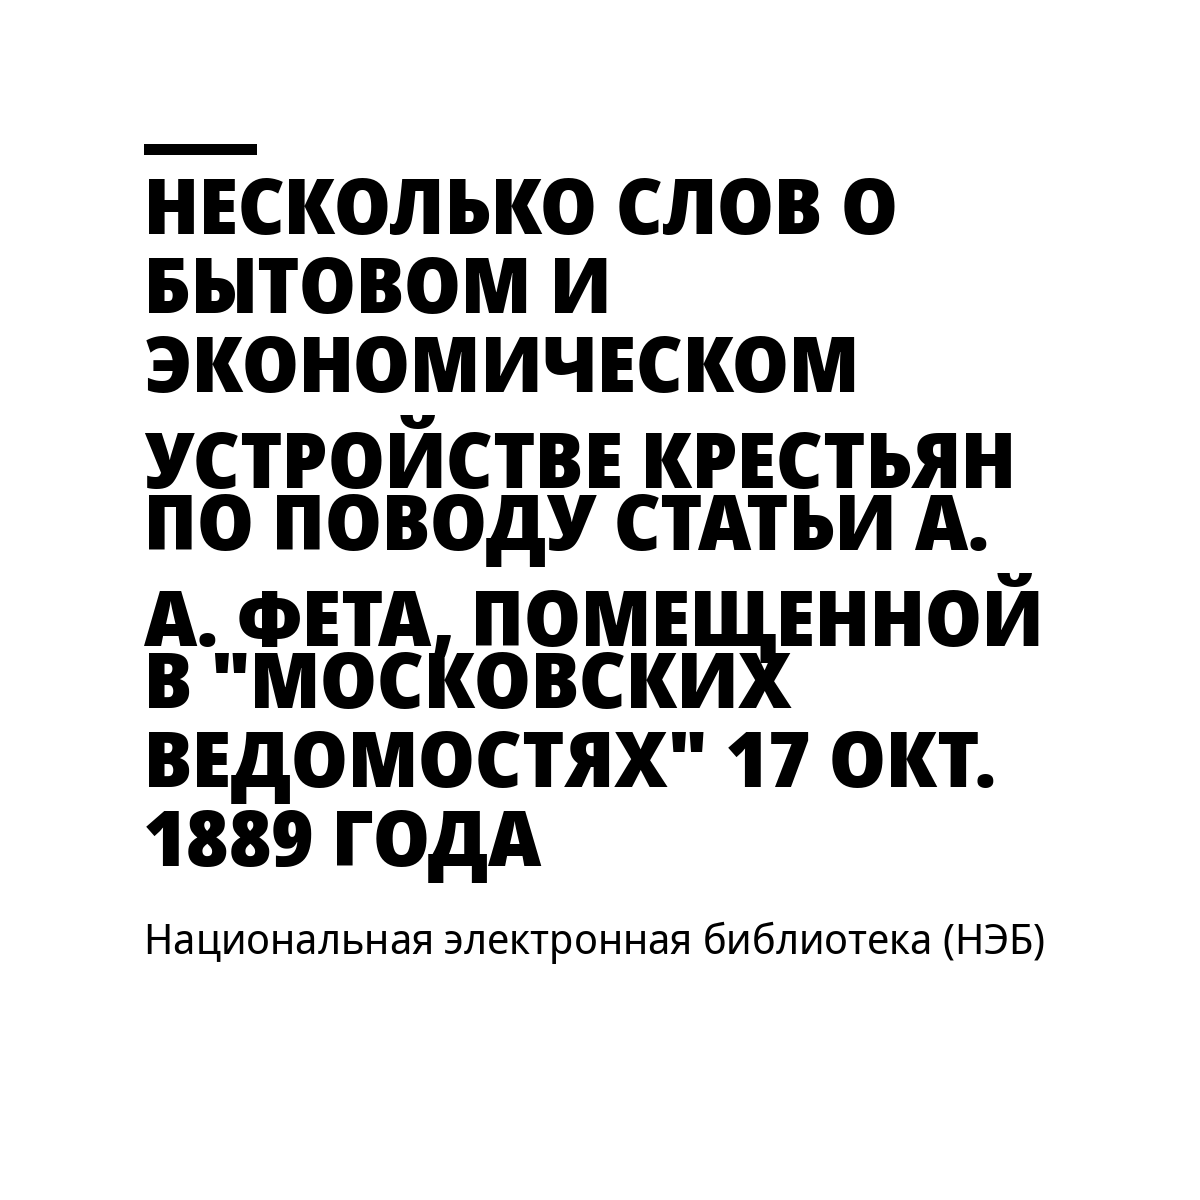 НЕСКОЛЬКО СЛОВ О
БЫТОВОМ И
ЭКОНОМИЧЕСКОМ
УСТРОЙСТВЕ КРЕСТЬЯН
ПО ПОВОДУ СТАТЬИ А.
А. ФЕТА, ПОМЕЩЕННОЙ
В "МОСКОВСКИХ
ВЕДОМОСТЯХ" 17 ОКТ.
1889 ГОДА
Национальная электронная библиотека (НЭБ)